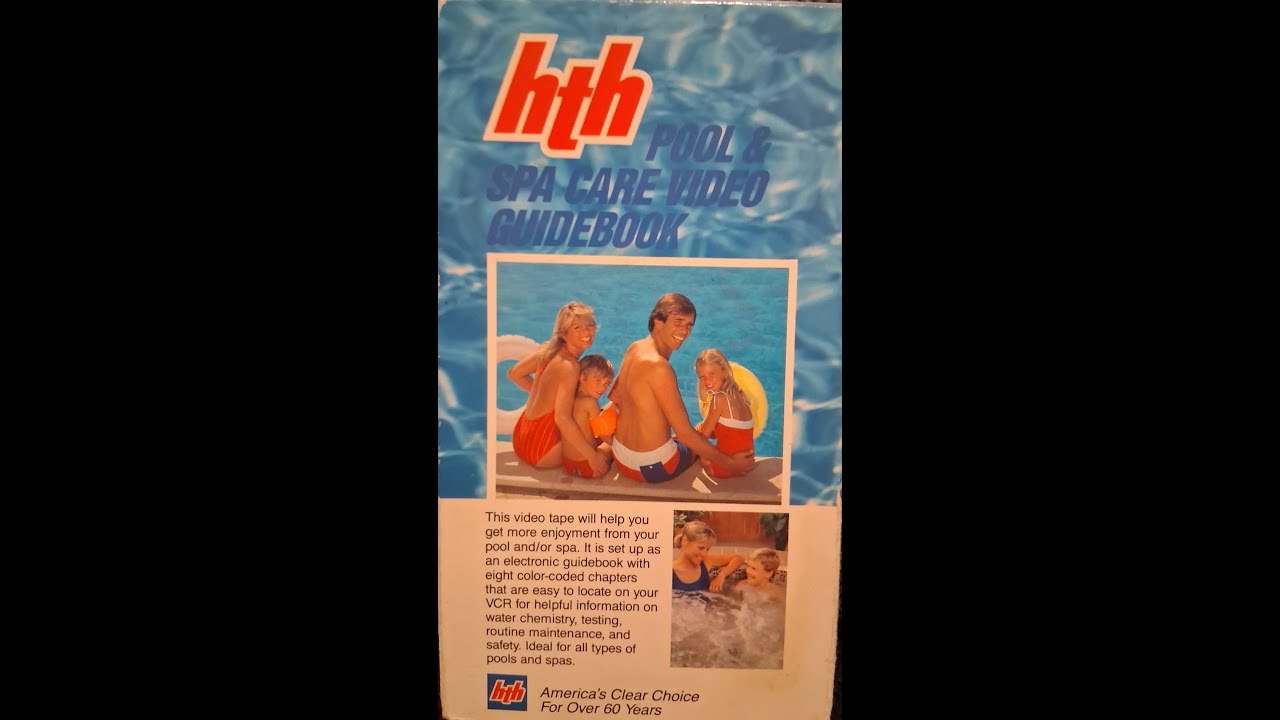 hth
POOL &
SPA CARE VIDEO
GUIDEBOOK
This video tape will help you
get more enjoyment from your
pool and/or spa. It is set up as
an electronic guidebook with
eight color-coded chapters
that are easy to locate on your
VCR for helpful information on
water chemistry, testing,
routine maintenance, and
safety. Ideal for all types of
pools and spas.
hth
America's Clear Choice
For Over 60 Years